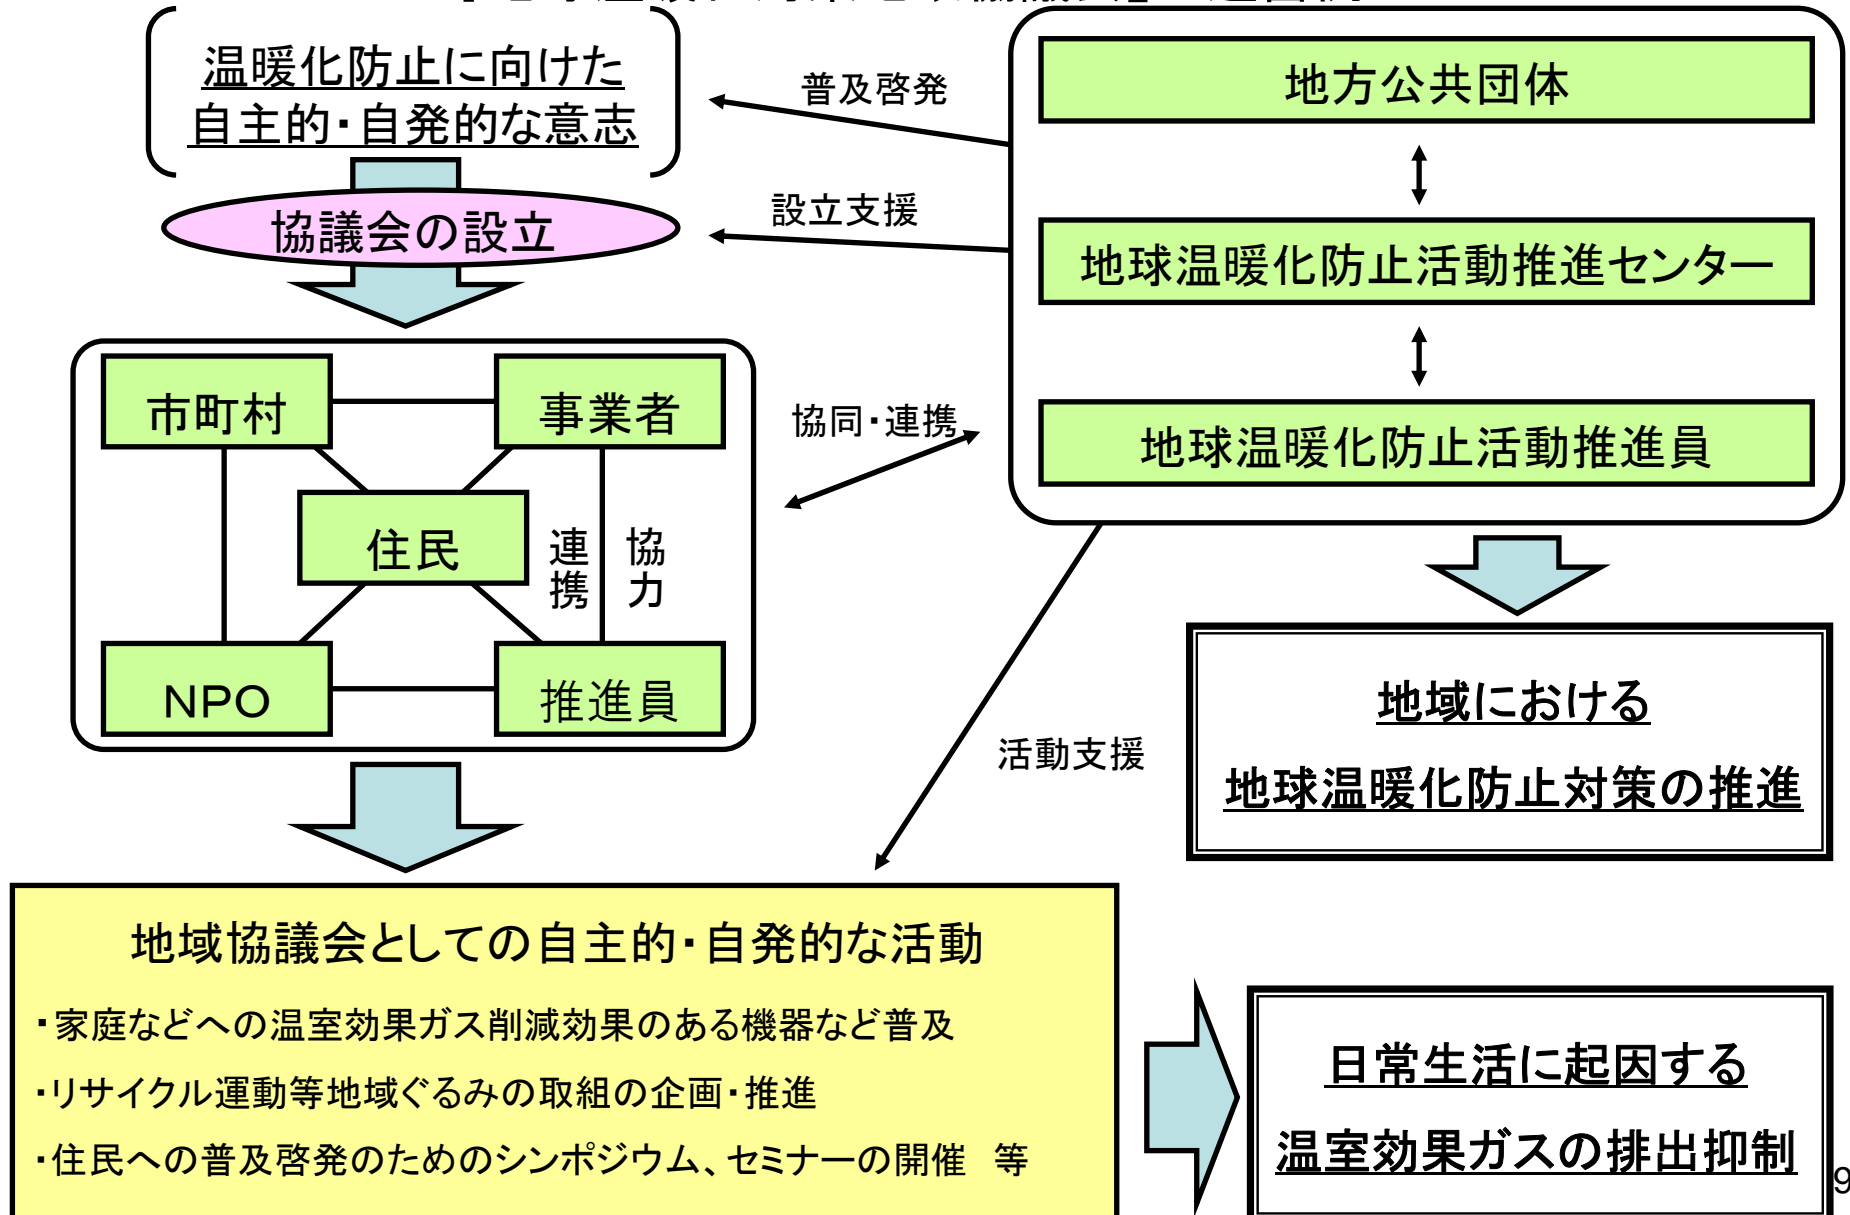 温暖化防止に向けた
自主的・自発的な意志
協議会の設立
普及啓発
設立支援
地方公共団体
地球温暖化防止活動推進センター
地球温暖化防止活動推進員
市町村
事業者
住民
連携
協力
NPO
推進員
協同・連携
活動支援
地域における
地球温暖化防止対策の推進
地域協議会としての自主的・自発的な活動
・家庭などへの温室効果ガス削減効果のある機器など普及
・リサイクル運動等地域ぐるみの取組の企画・推進
・住民への普及啓発のためのシンポジウム、セミナーの開催　等
日常生活に起因する
温室効果ガスの排出抑制
9